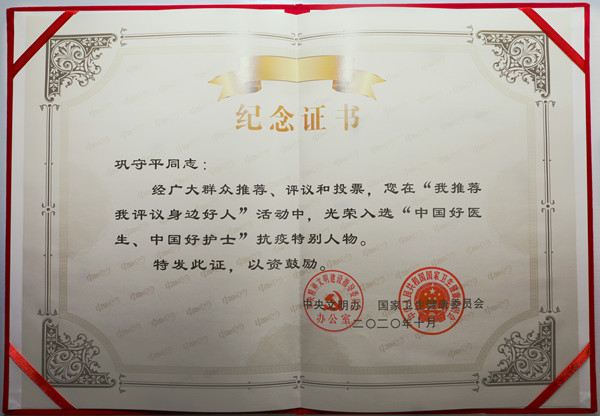 纪念证书
巩守平同志：
经广大群众推荐、评议和投票，您在“我推荐
我评议身边好人”活动中，光荣入选“中国好医
生、中国好护士”抗疫特别人物。
特发此证，以资鼓励。
中央文明办 国家卫生健康委员会
办公室
二〇二〇年十月